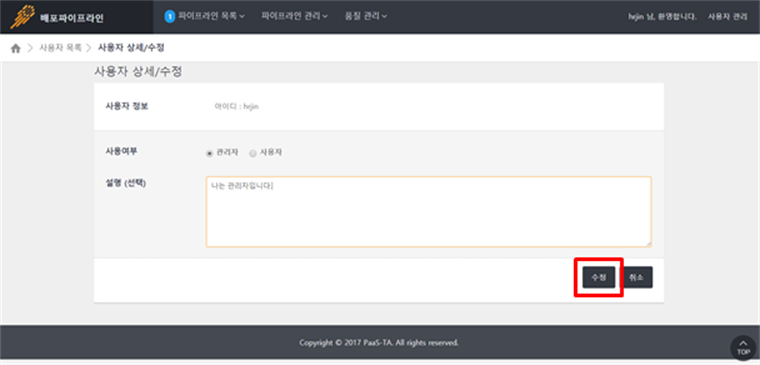 배포파이프라인 1 파이프라인 목록 파이프라인 관리 품질 관리 hrjin 님, 환영합니다. 사용자 관리
사용자 목록 사용자 상세/수정
사용자 상세/수정
사용자 정보 아이디 : hrjin
사용여부 관리자 사용자
설명 (선택) 나는 관리자입니다
수정 취소
Copyright © 2017 PaaS-TA. All rights reserved.
TOP